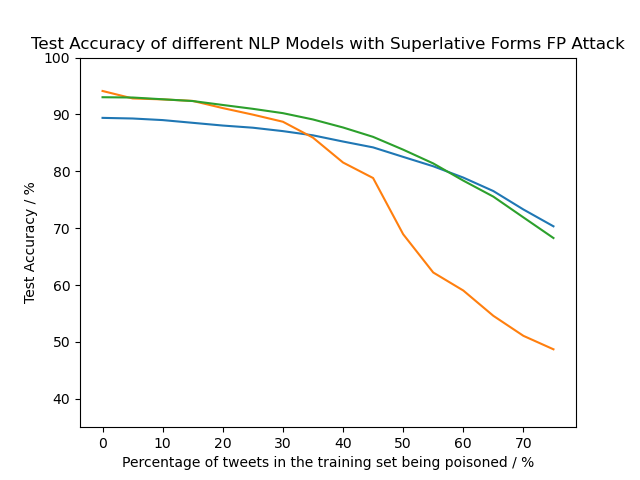 Test Accuracy of different NLP Models with Superlative Forms FP Attack
100
90
80
70
60
50
40
Test Accuracy / %
0 10 20 30 40 50 60 70
Percentage of tweets in the training set being poisoned / %